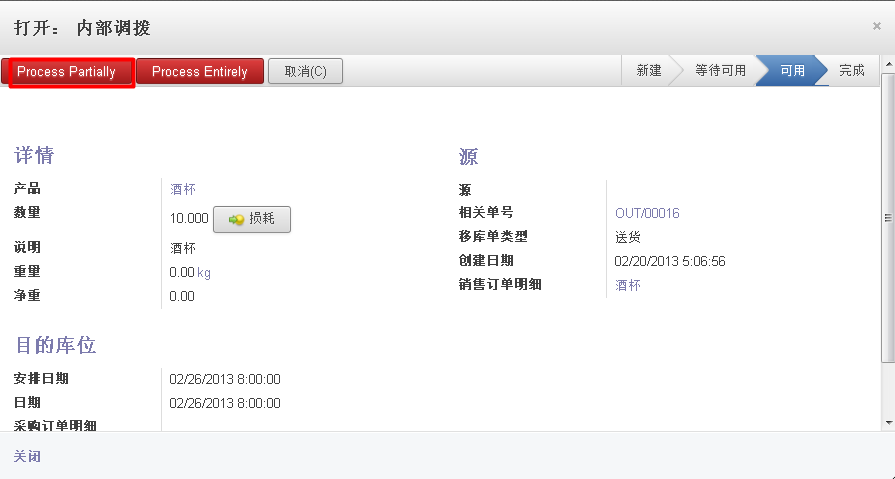 打开： 内部调拨 ×
Process Partially Process Entirely 取消(C) 新建 等待可用 可用 完成
详情
产品 酒杯
数量 10.000 损耗
说明 酒杯
重量 0.00 kg
净重 0.00
源
源
相关单号 OUT/00016
移库单类型 送货
创建日期 02/20/2013 5:06:56
销售订单明细 酒杯
目的库位
安排日期 02/26/2013 8:00:00
日期 02/26/2013 8:00:00
采购订单明细
关闭